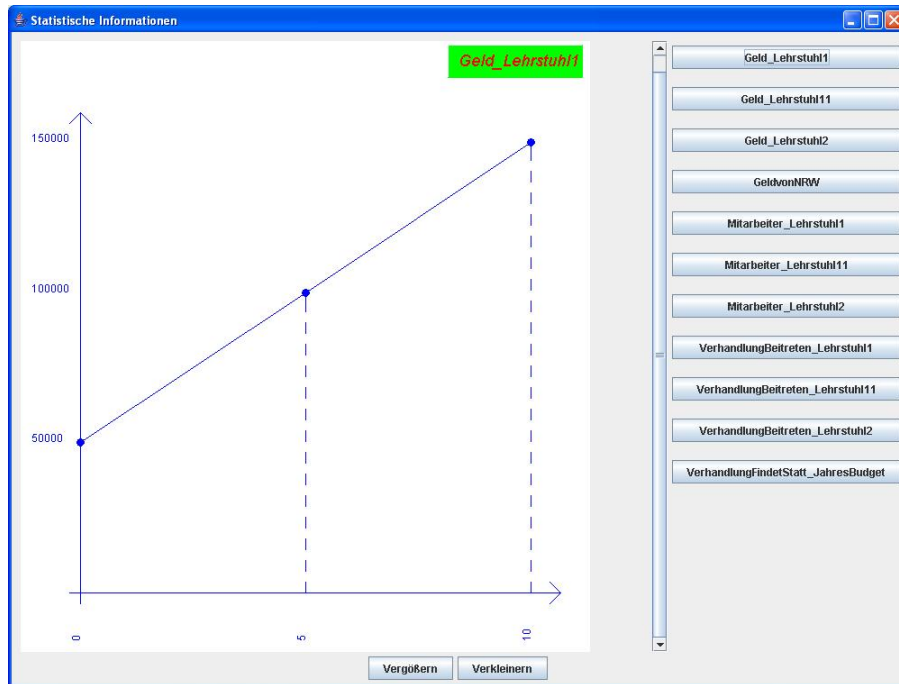 Statistische Informationen
Geld_Lehrstuhl1
150000
100000
50000
0
5
10
Geld_Lehrstuhl1
Geld_Lehrstuhl11
Geld_Lehrstuhl2
GeldvonNRW
Mitarbeiter_Lehrstuhl1
Mitarbeiter_Lehrstuhl11
Mitarbeiter_Lehrstuhl2
VerhandlungBeitreten_Lehrstuhl1
VerhandlungBeitreten_Lehrstuhl11
VerhandlungBeitreten_Lehrstuhl2
VerhandlungFindetStatt_JahresBudget
Vergößern
Verkleinern